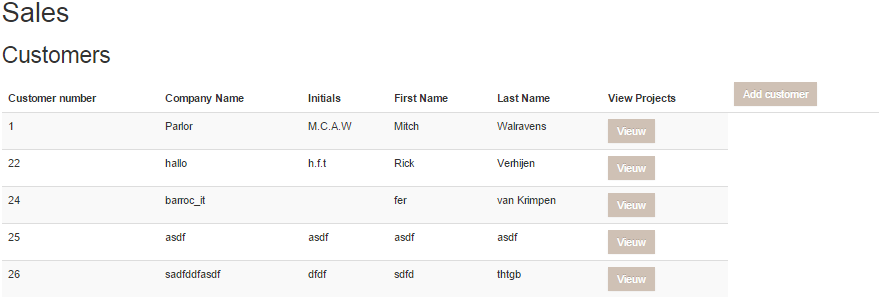 Sales
Customers
Customer number Company Name Initials First Name Last Name View Projects Add customer
1 Parlor M.C.A.W Mitch Walravens Vieuw
22 hallo h.f.t Rick Verhijen Vieuw
24 barroc_it fer van Krimpen Vieuw
25 asdf asdf asdf asdf Vieuw
26 sadfddfasdf dfdf sdfd thtgb Vieuw